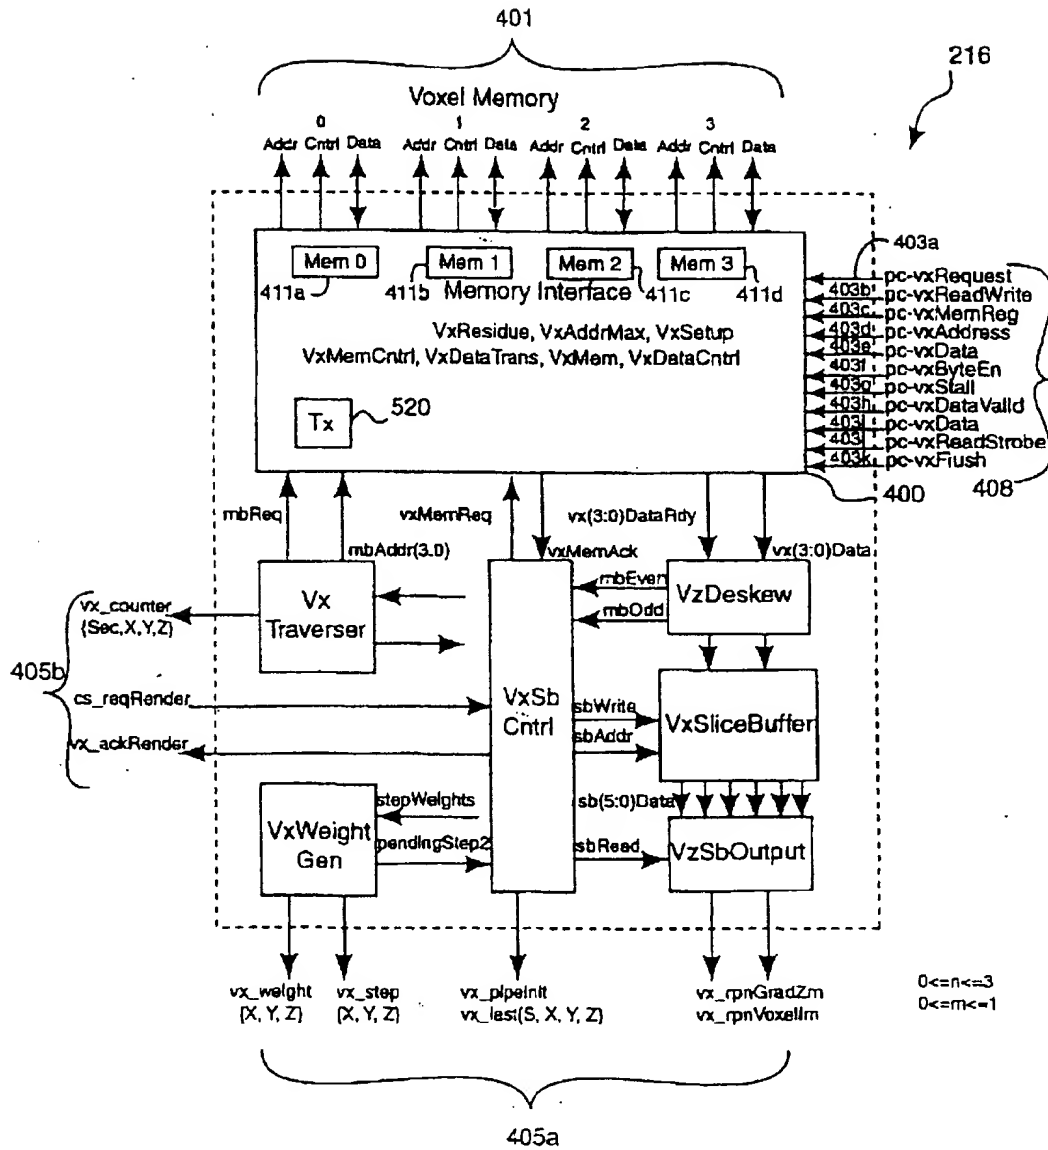 401
216
Voxel Memory
0 1 2 3
Addr Cntrl Data Addr Cntrl Data Addr Cntrl Data Addr Cntrl Data
Mem 0 Mem 1 Mem 2 Mem 3
411a 411b 411c 411d
Memory Interface
VxResidue, VxAddrMax, VxSetup
VxMemCntrl, VxDataTrans, VxMem, VxDataCntrl
Tx
520
403a
pc-vxRequest
403b pc-vxReadWrite
403c pc-vxMemReg
403d pc-vxAddress
403e pc-vxData
403f pc-vxByteEn
403g pc-vxStall
403h pc-vxDataValid
403i pc-vxData
403j pc-vxReadStrobe
403k pc-vxFlush
400
408
mbReq
mbAddr(3.0)
vxMemReq
vxMemAck
vx(3:0)DataRdy
vx(3:0)Data
Vx
Traverser
mbEven
mbOdd
VzDeskew
vx_counter
{Sec,X,Y,Z}
405b
cs_reqRender
vx_ackRender
VxSb
Cntrl
sbWrite
sbAddr
VxSliceBuffer
sb(5:0)Data
VxWeight
Gen
stepWeights
pendingStep2
sbRead
VzSbOutput
vx_weight
{X, Y, Z}
vx_step
{X, Y, Z}
vx_pipeInit
vx_last(S, X, Y, Z}
vx_rpnGradZm
vx_rpnVoxelm
0<=n<=3
0<=m<=1
405a